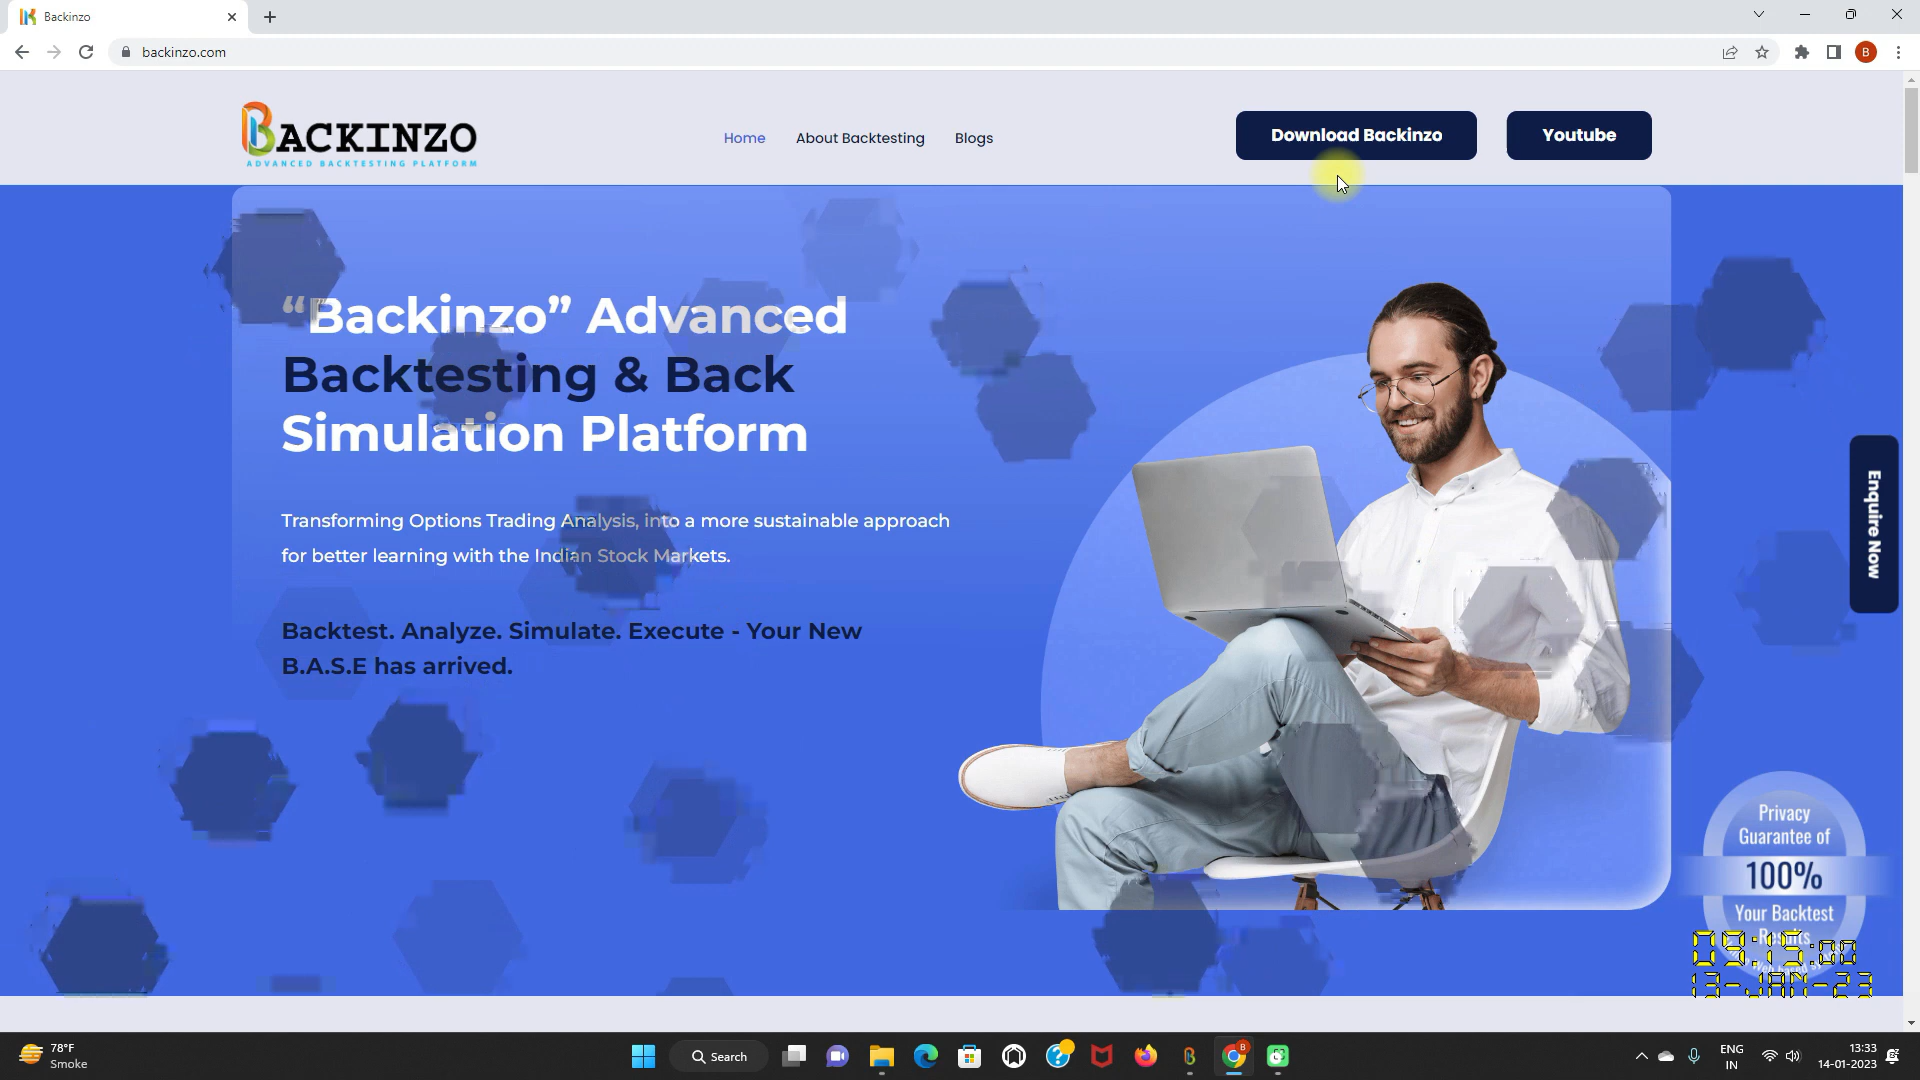 Backinzo
backinzo.com
B
BACKINZO
ADVANCED BACKTESTING PLATFORM
Home
About Backtesting
Blogs
Download Backinzo
Youtube
“Backinzo” Advanced
Backtesting & Back
Simulation Platform
Transforming Options Trading Analysis, into a more sustainable approach
for better learning with the Indian Stock Markets.
Backtest. Analyze. Simulate. Execute - Your New
B.A.S.E has arrived.
Enquire Now
Privacy
Guarantee of
100%
Your Backtest
Results
09:15:00
13-JAN-23
78°F
Smoke
Search
ENG
IN
13:33
14-01-2023